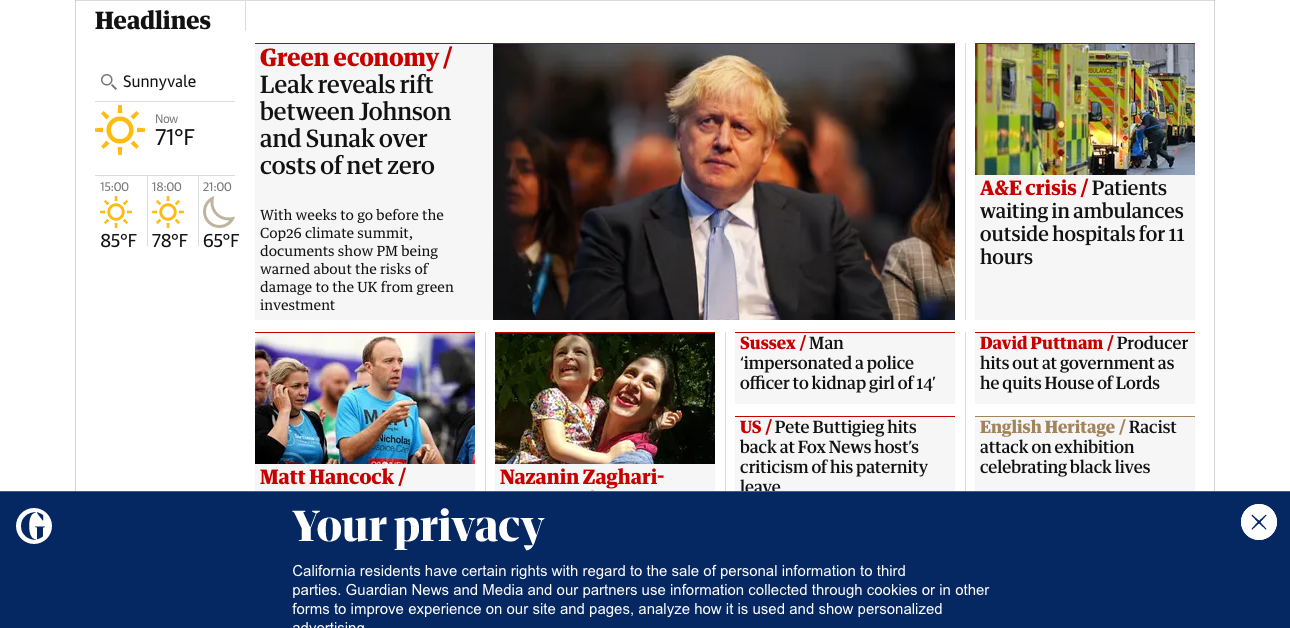 Headlines
Sunnyvale
Now
71°F
15:00
18:00
21:00
85°F
78°F
65°F
Green economy /
Leak reveals rift
between Johnson
and Sunak over
costs of net zero
With weeks to go before the
Cop26 climate summit,
documents show PM being
warned about the risks of
damage to the UK from green
investment
AMBULANCE
A&E crisis / Patients
waiting in ambulances
outside hospitals for 11
hours
Nicholas
Matt Hancock /
Nazanin Zaghari-
Sussex / Man
‘impersonated a police
officer to kidnap girl of 14’
US / Pete Buttigieg hits
back at Fox News host’s
criticism of his paternity
leave
David Puttnam / Producer
hits out at government as
he quits House of Lords
English Heritage / Racist
attack on exhibition
celebrating black lives
G
Your privacy
California residents have certain rights with regard to the sale of personal information to third
parties. Guardian News and Media and our partners use information collected through cookies or in other
forms to improve experience on our site and pages, analyze how it is used and show personalized
advertising